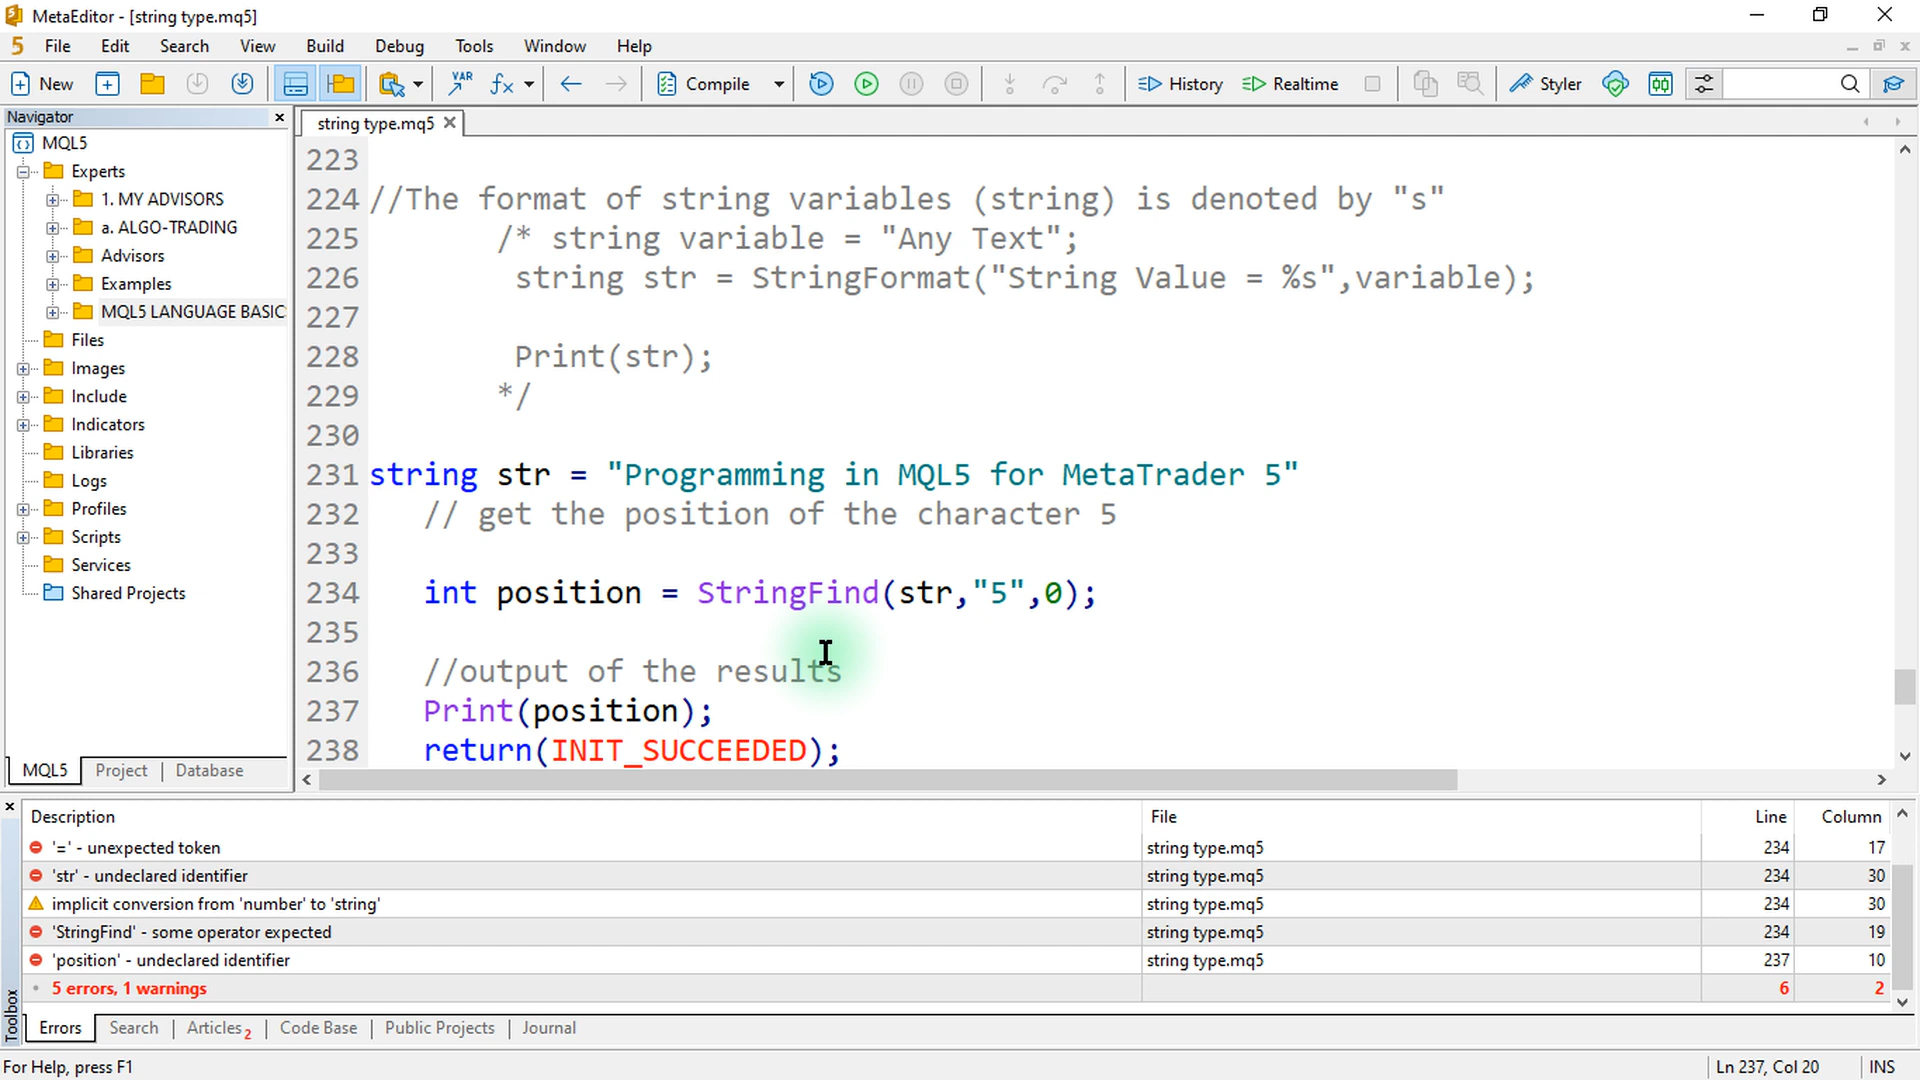 MetaEditor - [string type.mq5]
5 File Edit Search View Build Debug Tools Window Help
New VAR fx Compile History Realtime Styler
Navigator
MQL5
Experts
1. MY ADVISORS
a. ALGO-TRADING
Advisors
Examples
MQL5 LANGUAGE BASIC
Files
Images
Include
Indicators
Libraries
Logs
Profiles
Scripts
Services
Shared Projects
MQL5 Project Database
string type.mq5
223
224 //The format of string variables (string) is denoted by "s"
225 /* string variable = "Any Text";
226 string str = StringFormat("String Value = %s",variable);
227
228 Print(str);
229 */
230
231 string str = "Programming in MQL5 for MetaTrader 5"
232 // get the position of the character 5
233
234 int position = StringFind(str,"5",0);
235
236 //output of the results
237 Print(position);
238 return(INIT_SUCCEEDED);
Description File Line Column
'=' - unexpected token string type.mq5 234 17
'str' - undeclared identifier string type.mq5 234 30
implicit conversion from 'number' to 'string' string type.mq5 234 30
'StringFind' - some operator expected string type.mq5 234 19
'position' - undeclared identifier string type.mq5 237 10
5 errors, 1 warnings 6 2
Toolbox
Errors Search Articles 2 Code Base Public Projects Journal
For Help, press F1 Ln 237, Col 20 INS